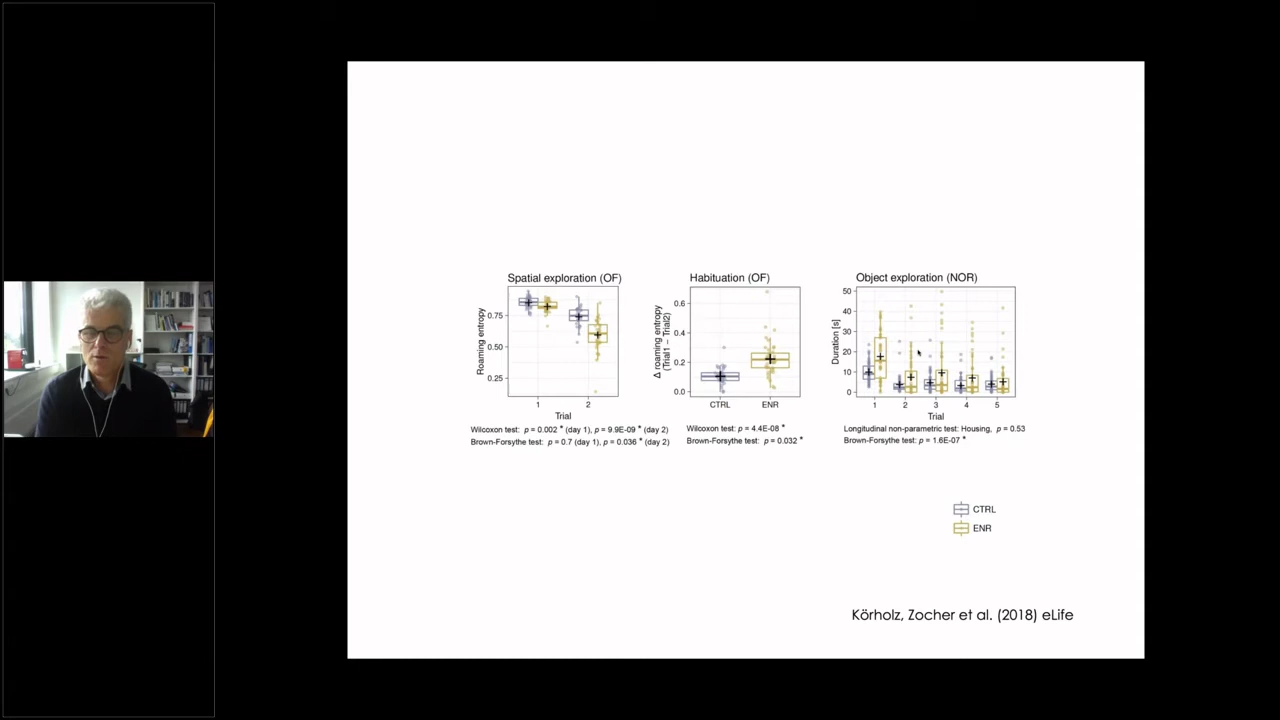 Spatial exploration (OF)
Roaming entropy
0.75
0.50
0.25
1 2
Trial
Wilcoxon test: p = 0.002 * (day 1), p = 9.9E-09 * (day 2)
Brown-Forsythe test: p = 0.7 (day 1), p = 0.036 * (day 2)
Habituation (OF)
Δ roaming entropy
(Trial1 − Trial2)
0.6
0.4
0.2
0.0
CTRL ENR
Wilcoxon test: p = 4.4E-08 *
Brown-Forsythe test: p = 0.032 *
Object exploration (NOR)
Duration [s]
50
40
30
20
10
0
1 2 3 4 5
Trial
Longitudinal non-parametric test: Housing, p = 0.53
Brown-Forsythe test: p = 1.6E-07 *
CTRL
ENR
Körholz, Zocher et al. (2018) eLife